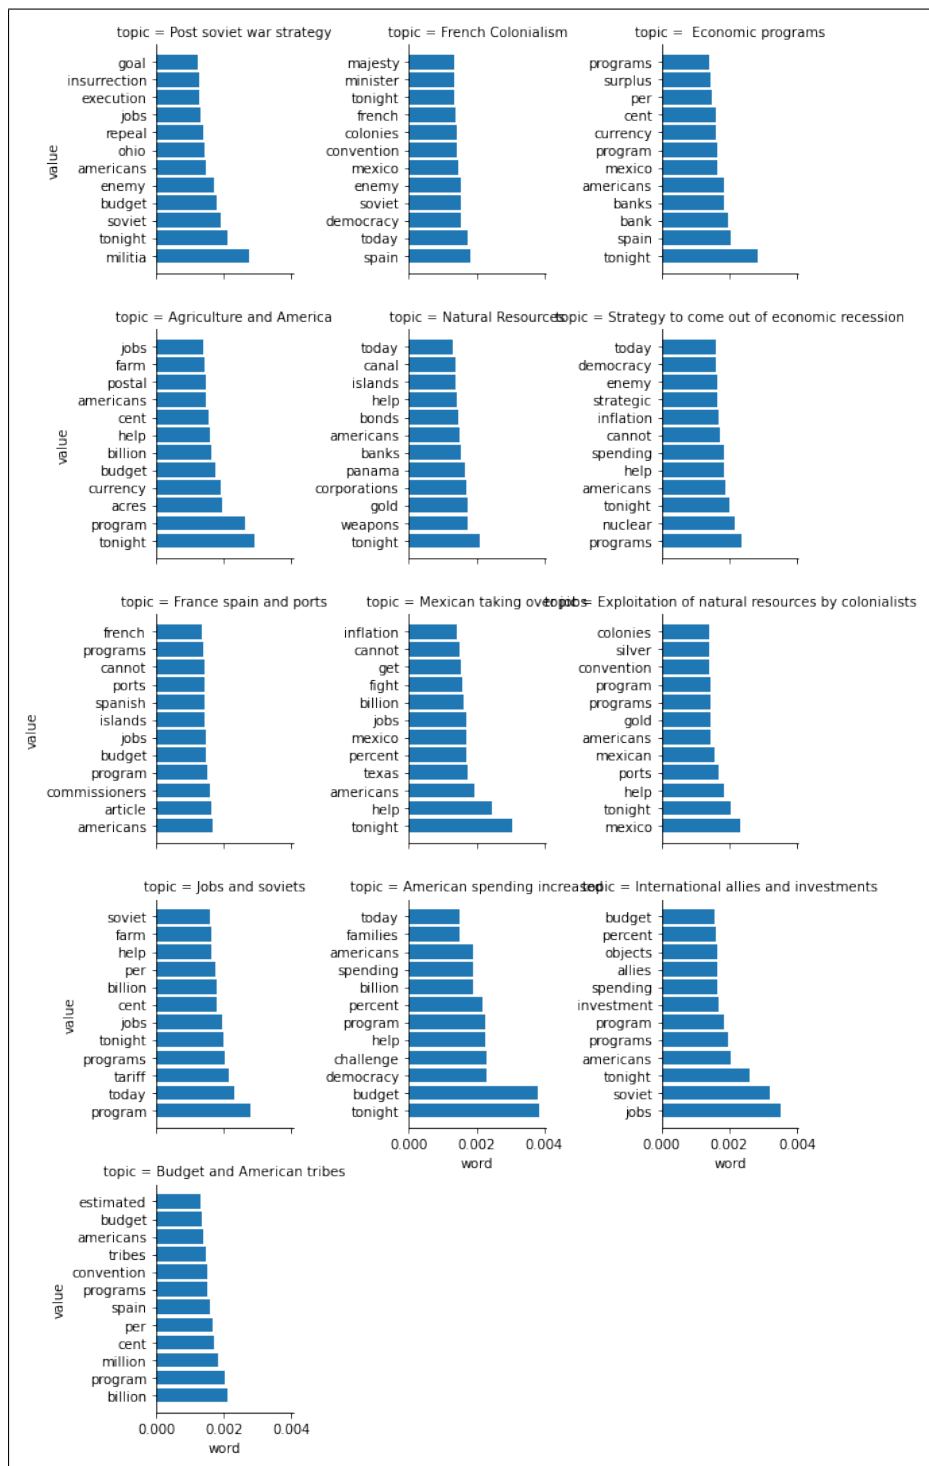 topic = Post soviet war strategy
goal
insurrection
execution
jobs
repeal
ohio
americans
enemy
budget
soviet
tonight
militia
value
topic = French Colonialism
majesty
minister
tonight
french
colonies
convention
mexico
enemy
soviet
democracy
today
spain
topic = Economic programs
programs
surplus
per
cent
currency
program
mexico
americans
banks
bank
spain
tonight
topic = Agriculture and America
jobs
farm
postal
americans
cent
help
billion
budget
currency
acres
program
tonight
value
topic = Natural Resources
today
canal
islands
help
bonds
americans
banks
panama
corporations
gold
weapons
tonight
topic = Strategy to come out of economic recession
today
democracy
enemy
strategic
inflation
cannot
spending
help
americans
tonight
nuclear
programs
topic = France spain and ports
french
programs
cannot
ports
spanish
islands
jobs
budget
program
commissioners
article
americans
value
topic = Mexican taking over jobs
inflation
cannot
get
fight
billion
jobs
mexico
percent
texas
americans
help
tonight
topic = Exploitation of natural resources by colonialists
colonies
silver
convention
program
programs
gold
americans
mexican
ports
help
tonight
mexico
topic = Jobs and soviets
soviet
farm
help
per
billion
cent
jobs
tonight
programs
tariff
today
program
value
topic = American spending increased
today
families
americans
spending
billion
percent
program
help
challenge
democracy
budget
tonight
0.000 0.002 0.004
word
topic = International allies and investments
budget
percent
objects
allies
spending
investment
program
programs
americans
tonight
soviet
jobs
0.000 0.002 0.004
word
topic = Budget and American tribes
estimated
budget
americans
tribes
convention
programs
spain
per
cent
million
program
billion
value
0.000 0.002 0.004
word